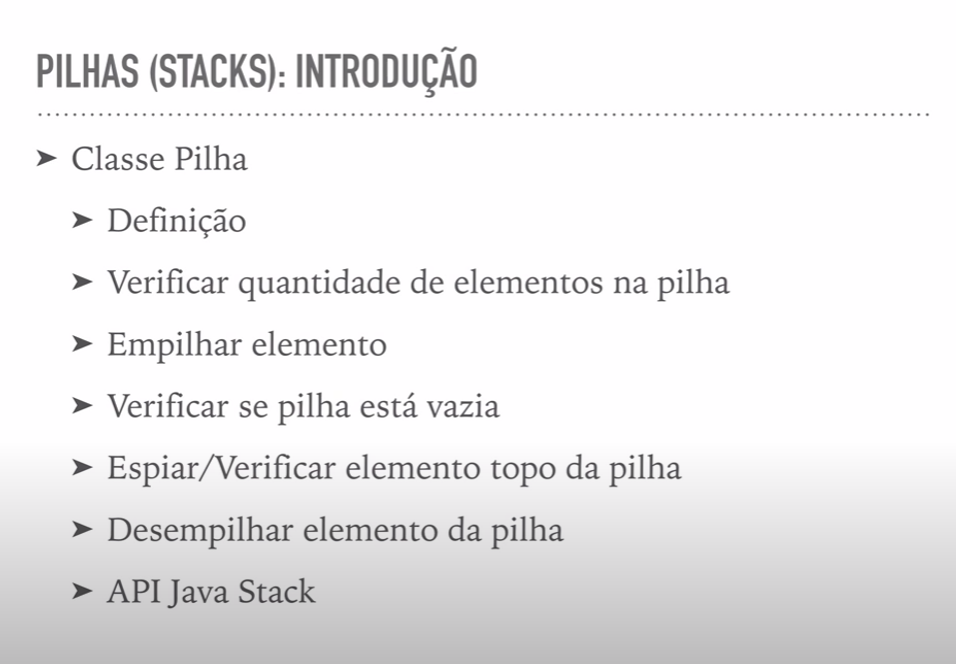 PILHAS (STACKS): INTRODUÇÃO
➤ Classe Pilha
➤ Definição
➤ Verificar quantidade de elementos na pilha
➤ Empilhar elemento
➤ Verificar se pilha está vazia
➤ Espiar/Verificar elemento topo da pilha
➤ Desempilhar elemento da pilha
➤ API Java Stack